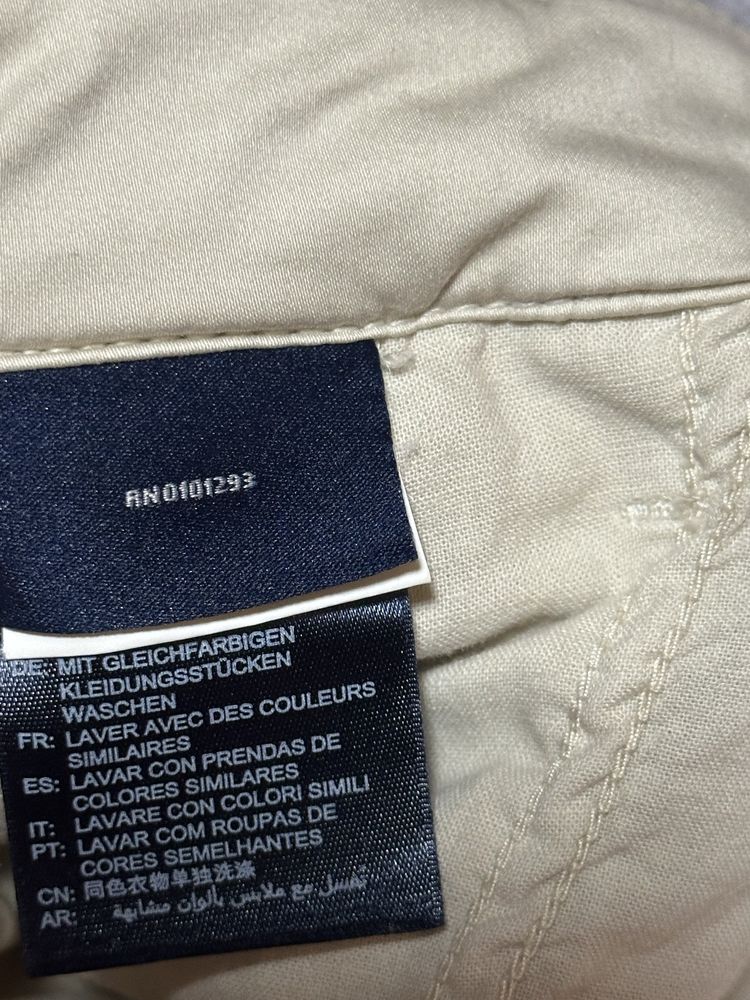 RN0101293
DE: MIT GLEICHFARBIGEN
KLEIDUNGSSTÜCKEN
WASCHEN
FR: LAVER AVEC DES COULEURS
SIMILAIRES
ES: LAVAR CON PRENDAS DE
COLORES SIMILARES
IT: LAVARE CON COLORI SIMILI
PT: LAVAR COM ROUPAS DE
CORES SEMELHANTES
CN: 同色衣物单独洗涤
AR: تغسل مع ملابس بألوان مشابهة